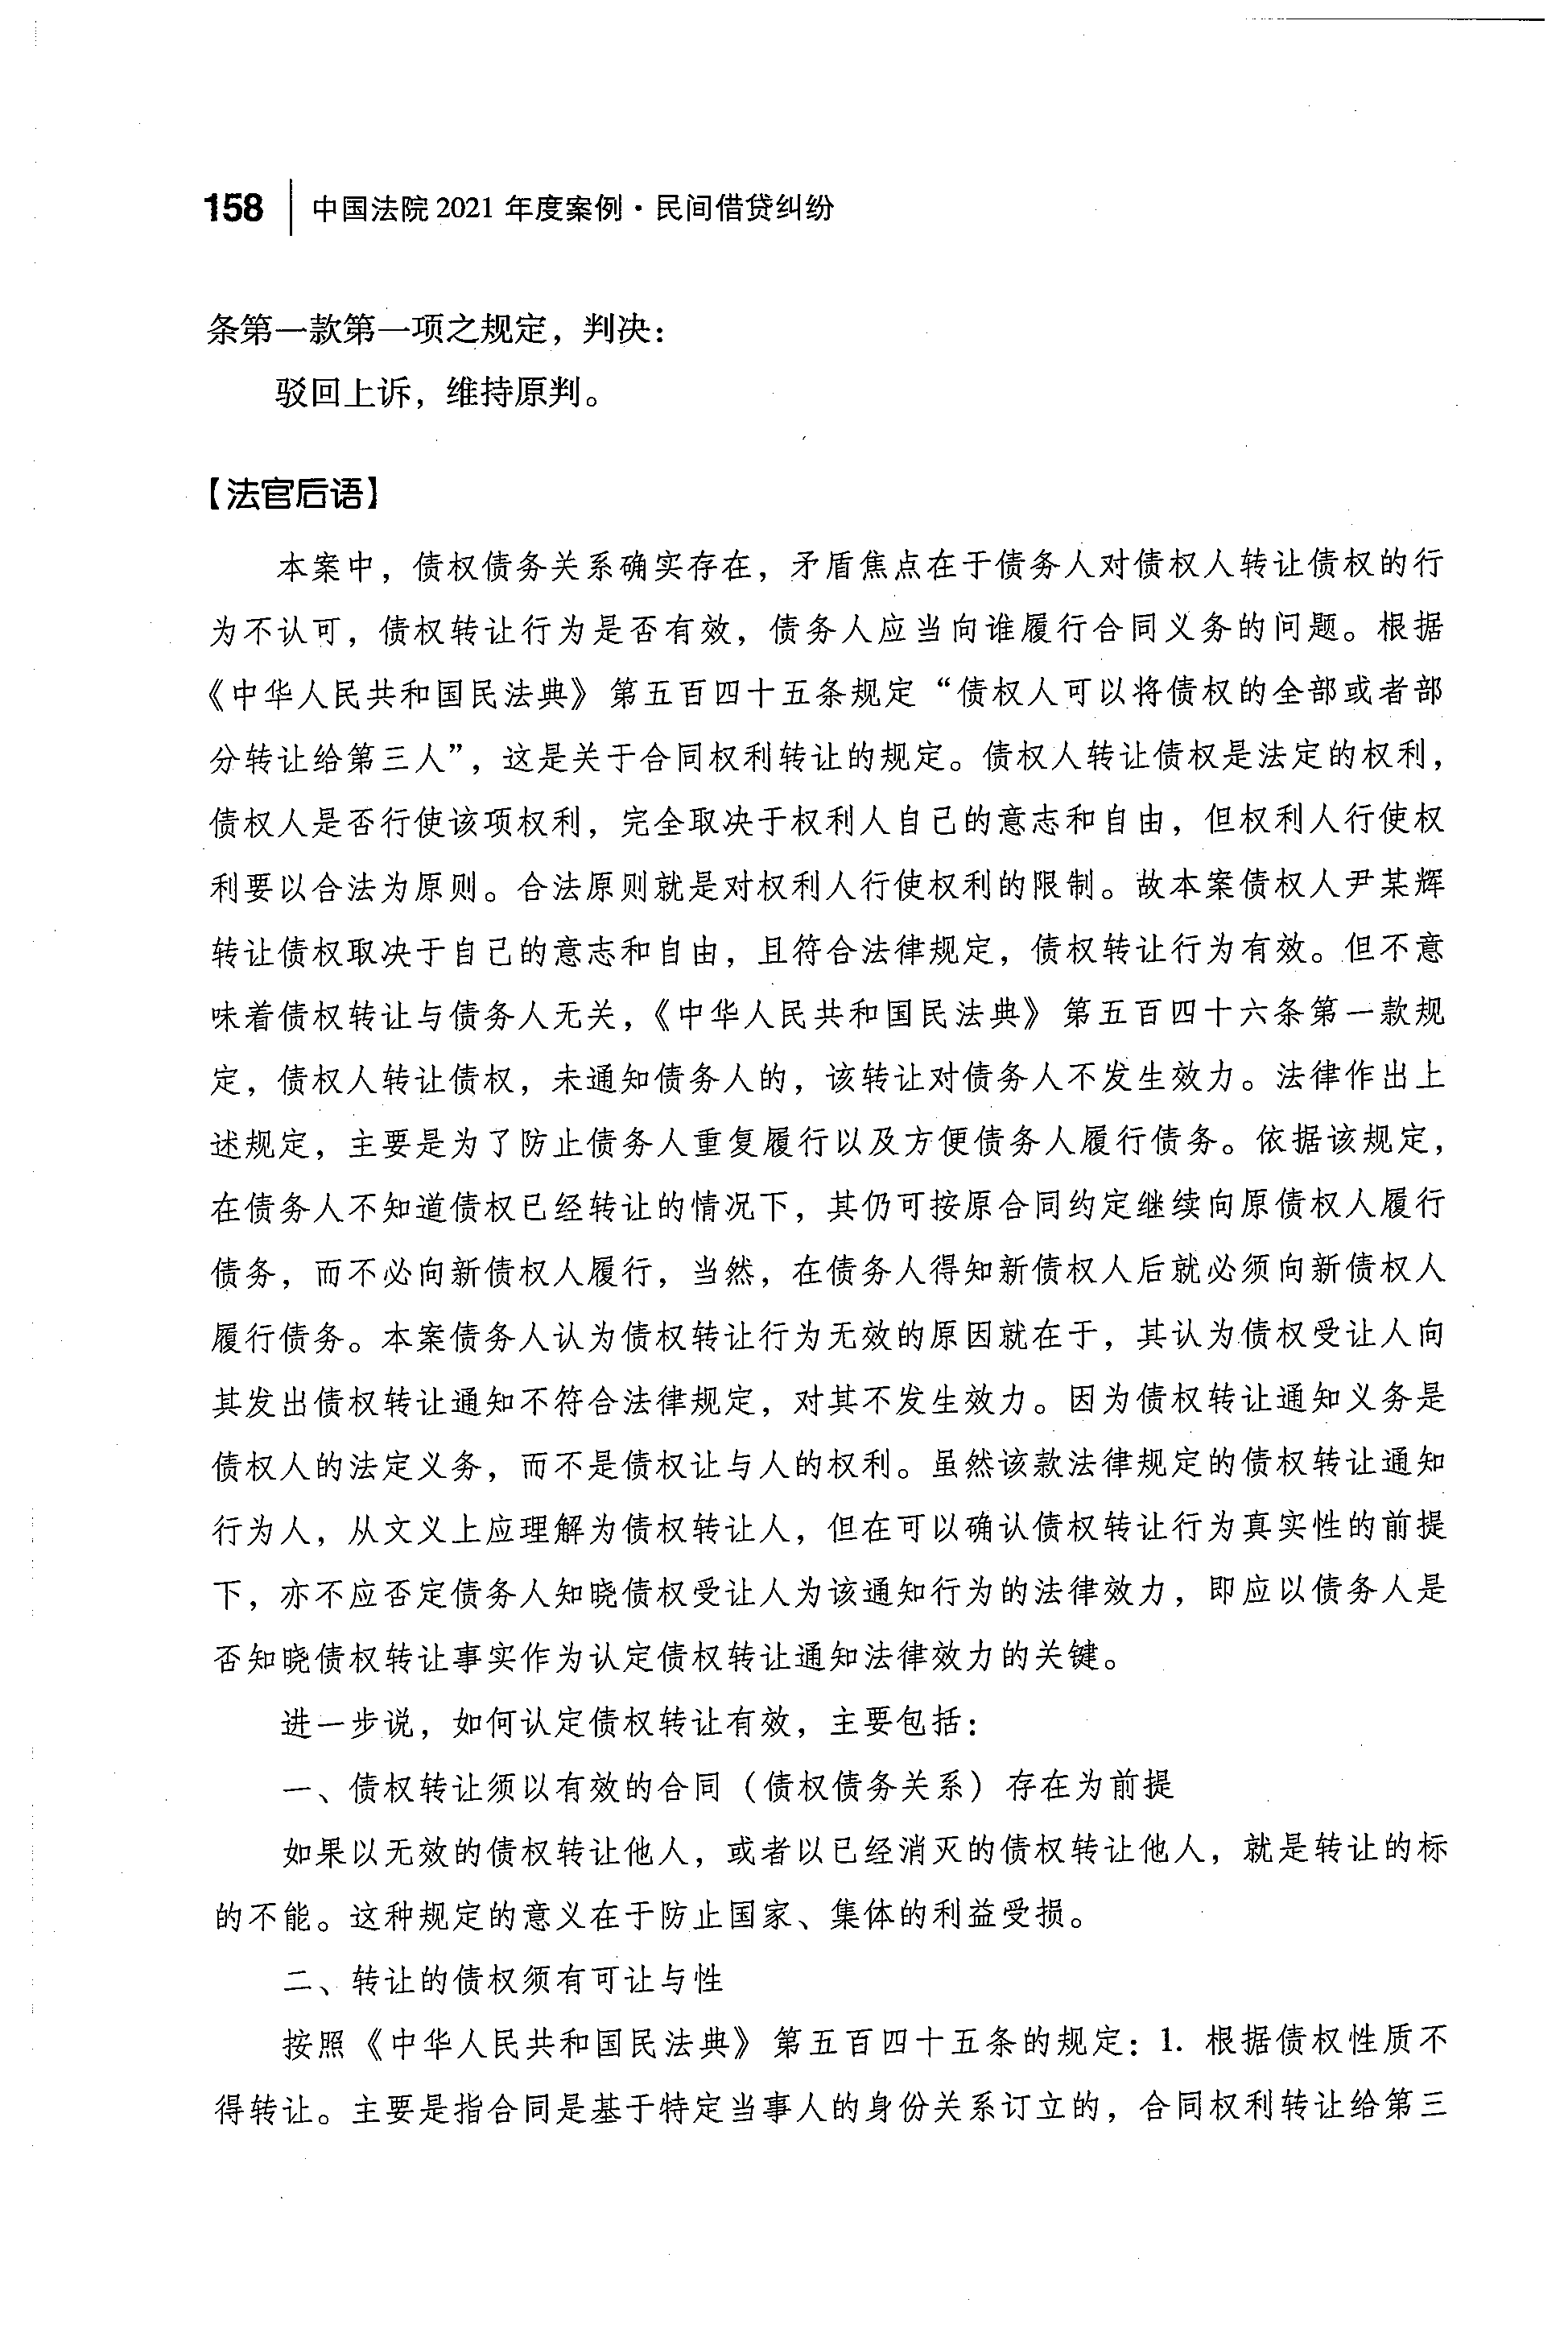 158 中国法院2021年度案例·民间借贷纠纷
条第一款第一项之规定，判决：
驳回上诉，维持原判。
【法官后语】
本案中，债权债务关系确实存在，矛盾焦点在于债务人对债权人转让债权的行
为不认可，债权转让行为是否有效，债务人应当向谁履行合同义务的问题。根据
《中华人民共和国民法典》第五百四十五条规定“债权人可以将债权的全部或者部
分转让给第三人”，这是关于合同权利转让的规定。债权人转让债权是法定的权利，
债权人是否行使该项权利，完全取决于权利人自己的意志和自由，但权利人行使权
利要以合法为原则。合法原则就是对权利人行使权利的限制。故本案债权人尹某辉
转让债权取决于自己的意志和自由，且符合法律规定，债权转让行为有效。但不意
味着债权转让与债务人无关，《中华人民共和国民法典》第五百四十六条第一款规
定，债权人转让债权，未通知债务人的，该转让对债务人不发生效力。法律作出上
述规定，主要是为了防止债务人重复履行以及方便债务人履行债务。依据该规定，
在债务人不知道债权已经转让的情况下，其仍可按原合同约定继续向原债权人履行
债务，而不必向新债权人履行，当然，在债务人得知新债权人后就必须向新债权人
履行债务。本案债务人认为债权转让行为无效的原因就在于，其认为债权受让人向
其发出债权转让通知不符合法律规定，对其不发生效力。因为债权转让通知义务是
债权人的法定义务，而不是债权让与人的权利。虽然该款法律规定的债权转让通知
行为人，从文义上应理解为债权转让人，但在可以确认债权转让行为真实性的前提
下，亦不应否定债务人知晓债权受让人为该通知行为的法律效力，即应以债务人是
否知晓债权转让事实作为认定债权转让通知法律效力的关键。
进一步说，如何认定债权转让有效，主要包括：
一、债权转让须以有效的合同（债权债务关系）存在为前提
如果以无效的债权转让他人，或者以已经消灭的债权转让他人，就是转让的标
的不能。这种规定的意义在于防止国家、集体的利益受损。
二、转让的债权须有可让与性
按照《中华人民共和国民法典》第五百四十五条的规定：1. 根据债权性质不
得转让。主要是指合同是基于特定当事人的身份关系订立的，合同权利转让给第三